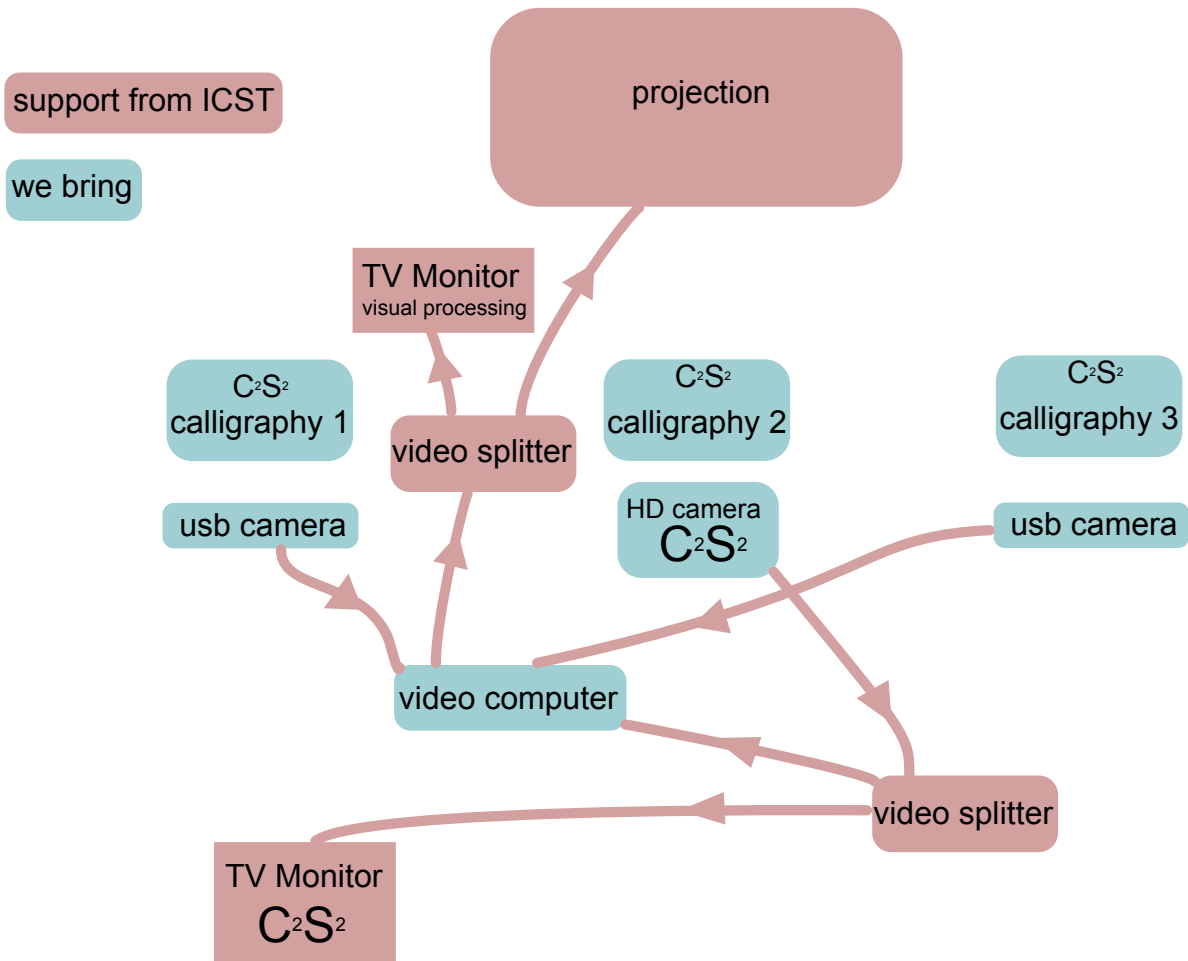 projection
support from ICST
we bring
TV Monitor
visual processing
C²S²
calligraphy 1
C²S²
calligraphy 2
C²S²
calligraphy 3
video splitter
usb camera
HD camera
C²S²
usb camera
video computer
video splitter
TV Monitor
C²S²